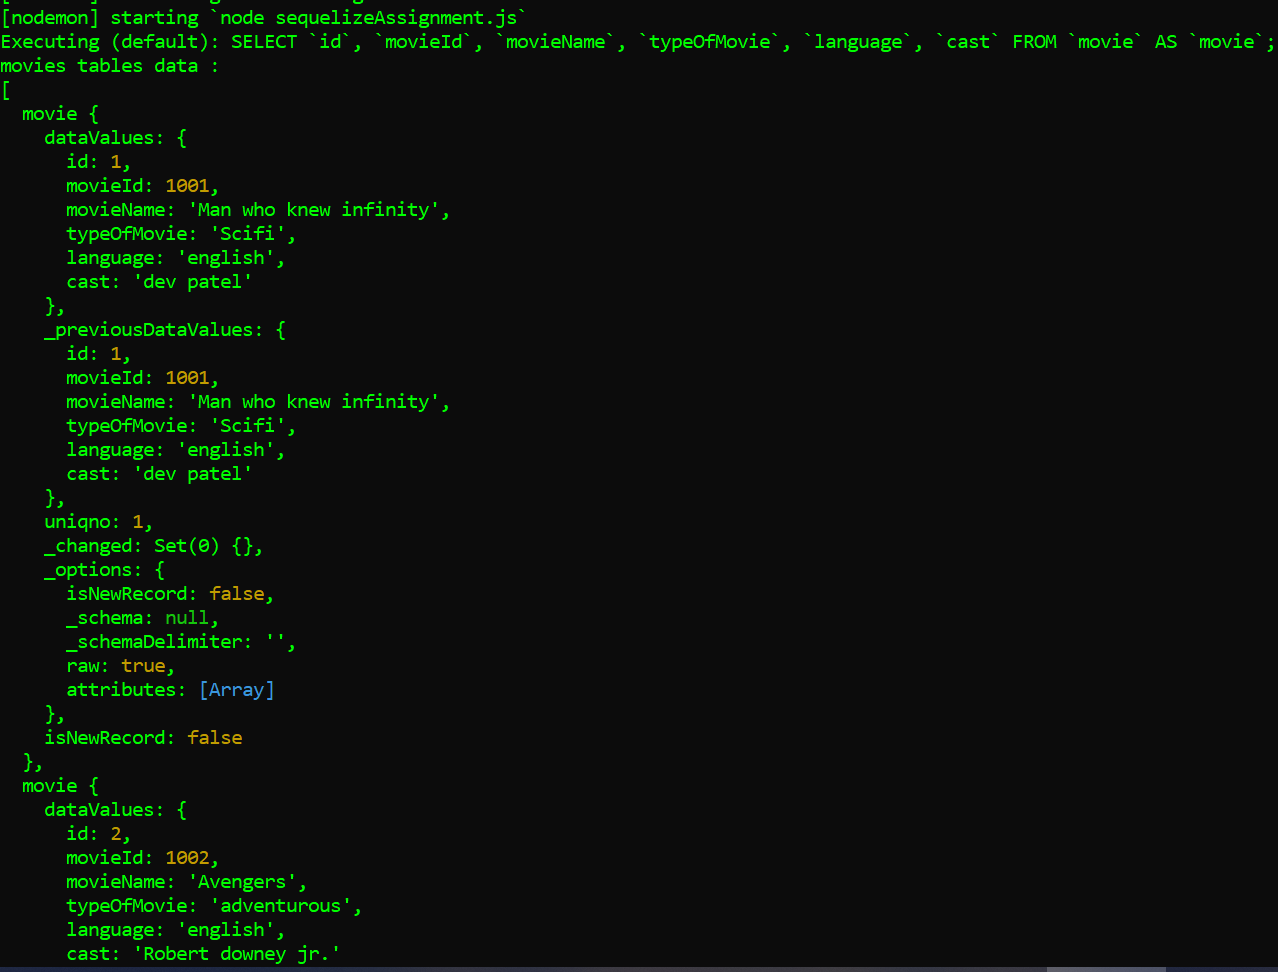 [nodemon] starting `node sequelizeAssignment.js`
Executing (default): SELECT `id`, `movieId`, `movieName`, `typeOfMovie`, `language`, `cast` FROM `movie` AS `movie`;
movies tables data :
[
  movie {
    dataValues: {
      id: 1,
      movieId: 1001,
      movieName: 'Man who knew infinity',
      typeOfMovie: 'Scifi',
      language: 'english',
      cast: 'dev patel'
    },
    _previousDataValues: {
      id: 1,
      movieId: 1001,
      movieName: 'Man who knew infinity',
      typeOfMovie: 'Scifi',
      language: 'english',
      cast: 'dev patel'
    },
    uniqno: 1,
    _changed: Set(0) {},
    _options: {
      isNewRecord: false,
      _schema: null,
      _schemaDelimiter: '',
      raw: true,
      attributes: [Array]
    },
    isNewRecord: false
  },
  movie {
    dataValues: {
      id: 2,
      movieId: 1002,
      movieName: 'Avengers',
      typeOfMovie: 'adventurous',
      language: 'english',
      cast: 'Robert downey jr.'